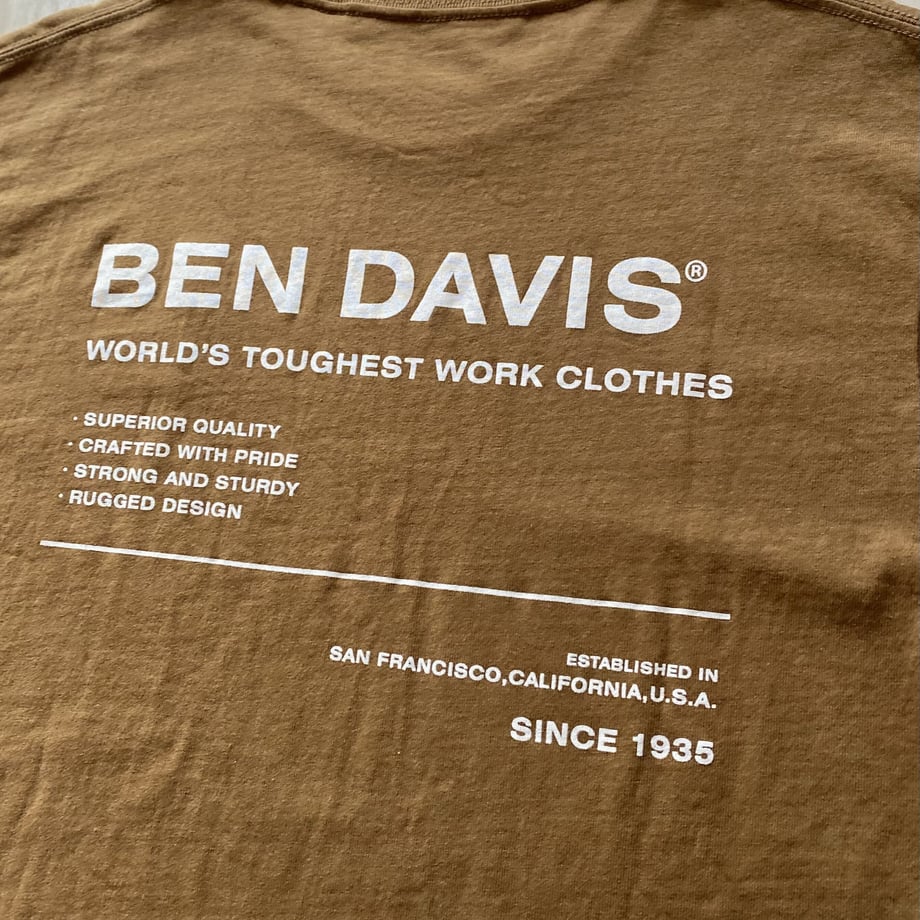 BEN DAVIS®
WORLD'S TOUGHEST WORK CLOTHES
· SUPERIOR QUALITY
· CRAFTED WITH PRIDE
· STRONG AND STURDY
· RUGGED DESIGN
ESTABLISHED IN
SAN FRANCISCO,CALIFORNIA,U.S.A.
SINCE 1935